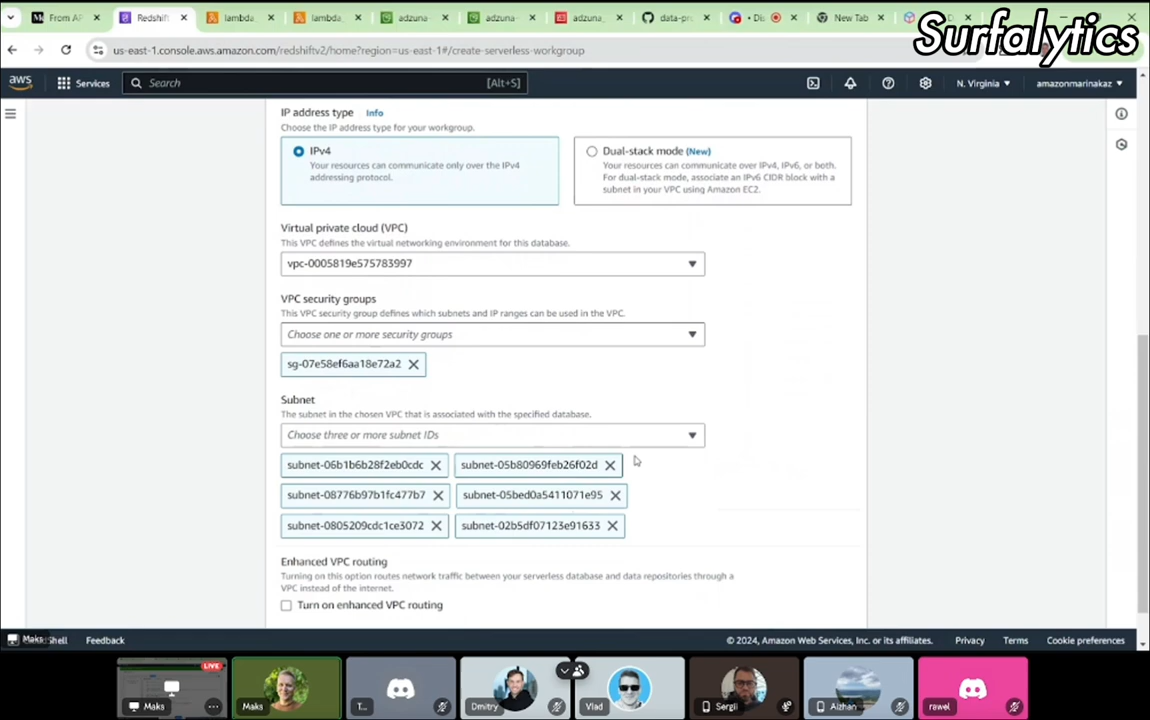 From AP
Redshift
lambda_
lambda_
adzuna_
adzuna_
adzuna_
data-pro
Dis
New Tab
Surfalytics
us-east-1.console.aws.amazon.com/redshiftv2/home?region=us-east-1#/create-serverless-workgroup
aws
Services
Search
[Alt+S]
N. Virginia
amazonmarinakaz
IP address type
Info
Choose the IP address type for your workgroup.
IPv4
Your resources can communicate only over the IPv4
addressing protocol.
Dual-stack mode (New)
Your resources can communicate over IPv4, IPv6, or both.
For dual-stack mode, associate an IPv6 CIDR block with a
subnet in your VPC using Amazon EC2.
Virtual private cloud (VPC)
This VPC defines the virtual networking environment for this database.
vpc-0005819e575783997
VPC security groups
This VPC security group defines which subnets and IP ranges can be used in the VPC.
Choose one or more security groups
sg-07e58ef6aa18e72a2
Subnet
The subnet in the chosen VPC that is associated with the specified database.
Choose three or more subnet IDs
subnet-06b1b6b28f2eb0cdc
subnet-05b80969feb26f02d
subnet-08776b97b1fc477b7
subnet-05bed0a5411071e95
subnet-0805209cdc1ce3072
subnet-02b5df07123e91633
Enhanced VPC routing
Turning on this option routes network traffic between your serverless database and data repositories through a
VPC instead of the internet.
Turn on enhanced VPC routing
Maks
Shell
Feedback
© 2024, Amazon Web Services, Inc. or its affiliates.
Privacy
Terms
Cookie preferences
LIVE
Maks
Maks
T...
Dmitry
Vlad
Sergii
Aizhan
rawel